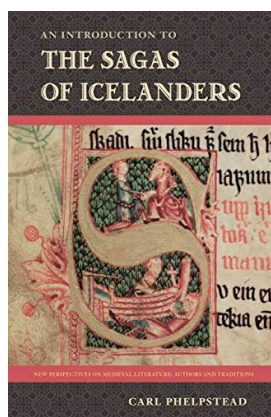 AN INTRODUCTION TO
THE SAGAS
OF ICELANDERS
NEW PERSPECTIVES ON MEDIEVAL LITERATURE: AUTHORS AND TRADITIONS
CARL PHELPSTEAD